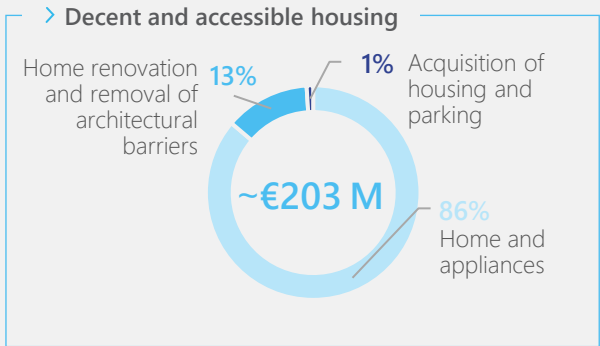 > Decent and accessible housing
Home renovation
and removal of
architectural
barriers
13%
1%
Acquisition of
housing and
parking
~€203 M
86%
Home and
appliances